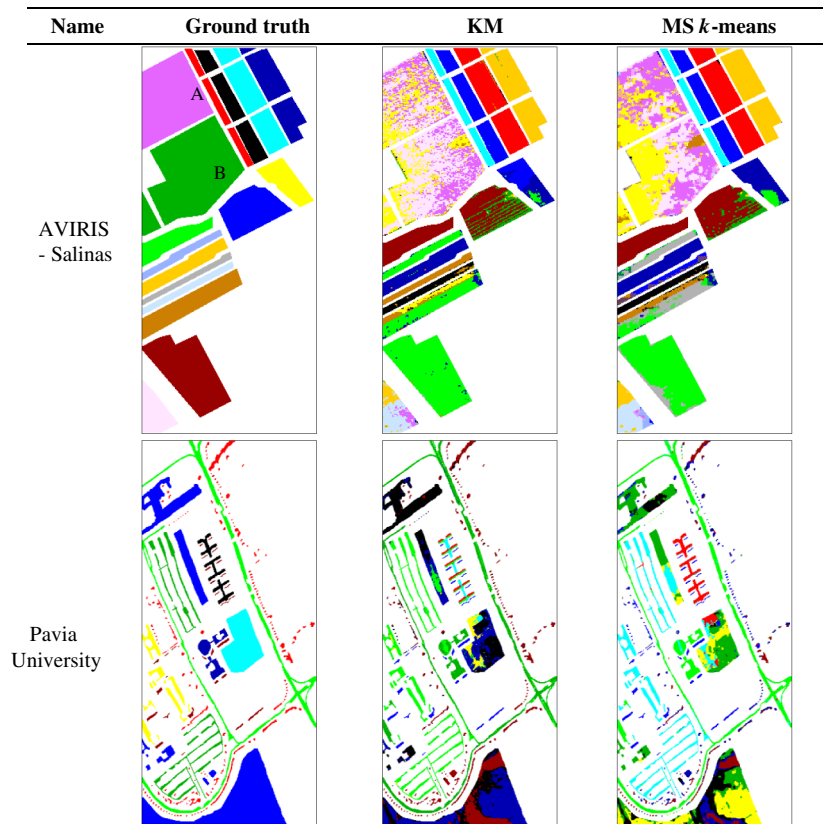 Name Ground truth KM MS k-means
A
B
AVIRIS
- Salinas
Pavia
University